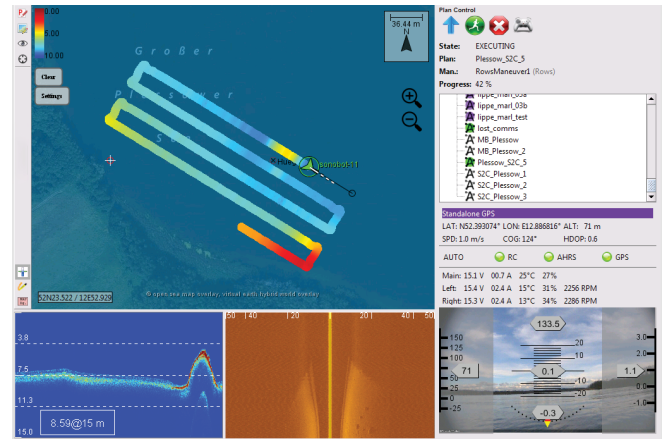 P
0.00
5.00
10.00
Clear
Settings
36.44 m
N
Großer
Plessower
See
Hue
sonobot-11
52N23.522 / 12E52.929
© open sea map overlay, virtual earth hybrid world overlay
3.8
7.5
11.3
15.0
8.59@15 m
50
40
20
20
40
50
Plan Control
State: EXECUTING
Plan: Plessow_S2C_5
Man.: RowsManeuver1 (Rows)
Progress: 42 %
lippe_marl_03a
lippe_marl_03b
lippe_marl_test
lost_comms
MB_Plessow
MB_Plessow_2
Plessow_S2C_5
S2C_Plessow_1
S2C_Plessow_2
S2C_Plessow_3
Standalone GPS
LAT: N52.393074° LON: E12.886816° ALT: 71 m
SPD: 1.0 m/s COG: 124° HDOP: 0.6
AUTO RC AHRS GPS
Main: 15.1 V 00.7 A 25°C 27%
Left: 15.4 V 02.4 A 15°C 31% 2256 RPM
Right: 15.3 V 02.4 A 13°C 34% 2286 RPM
133.5
150
125
100
71
50
25
0
-25
20
10
0.1
-10
-20
-0.3
3.0
2.0
1.1
0.0
-1.0